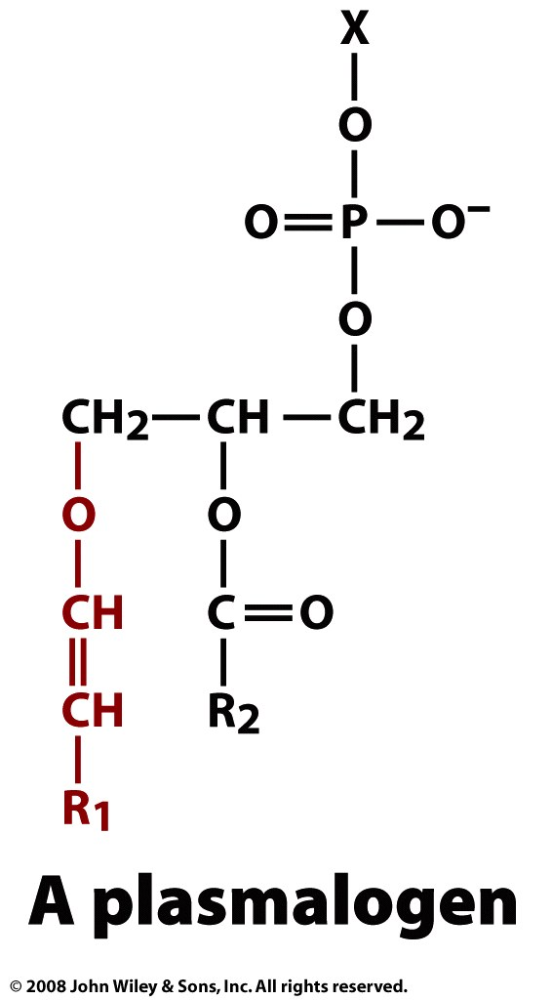 X
O
O=P—O⁻
O
CH₂—CH—CH₂
O O
CH C=O
CH R₂
R₁
A plasmalogen
© 2008 John Wiley & Sons, Inc. All rights reserved.